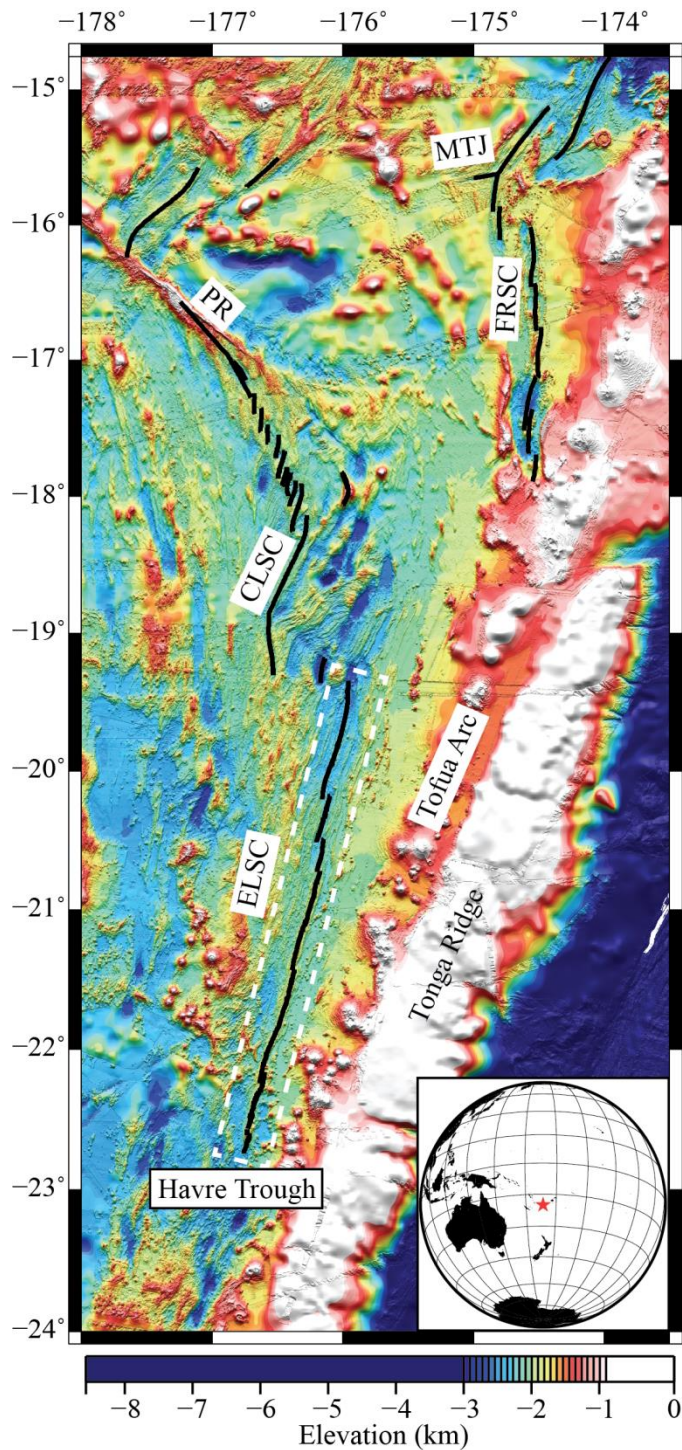 −178° −177° −176° −175° −174°
−15°
−16°
−17°
−18°
−19°
−20°
−21°
−22°
−23°
−24°
MTJ
PR
FRSC
CLSC
Tofua Arc
ELSC
Tonga Ridge
Havre Trough
−8 −7 −6 −5 −4 −3 −2 −1 0
Elevation (km)